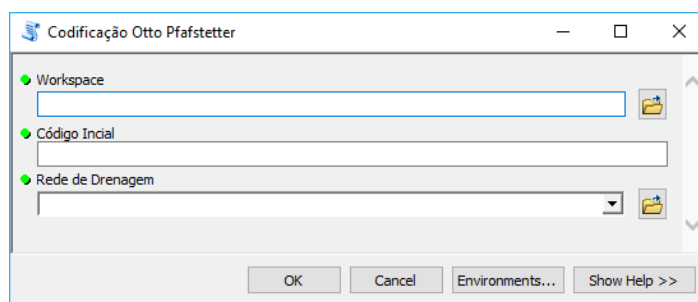 Codificação Otto Pfafstetter
Workspace
Código Incial
Rede de Drenagem
OK Cancel Environments... Show Help >>